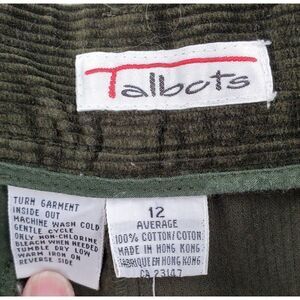 Talbots
TURN GARMENT
INSIDE OUT
MACHINE WASH COLD
GENTLE CYCLE
ONLY NON-CHLORINE
BLEACH WHEN NEEDED
TUMBLE DRY LOW
WARM IRON ON
REVERSE SIDE
12
AVERAGE
100% COTTON/COTON
MADE IN HONG KONG
FABRIQUÉ EN HONG KONG
CA 23147